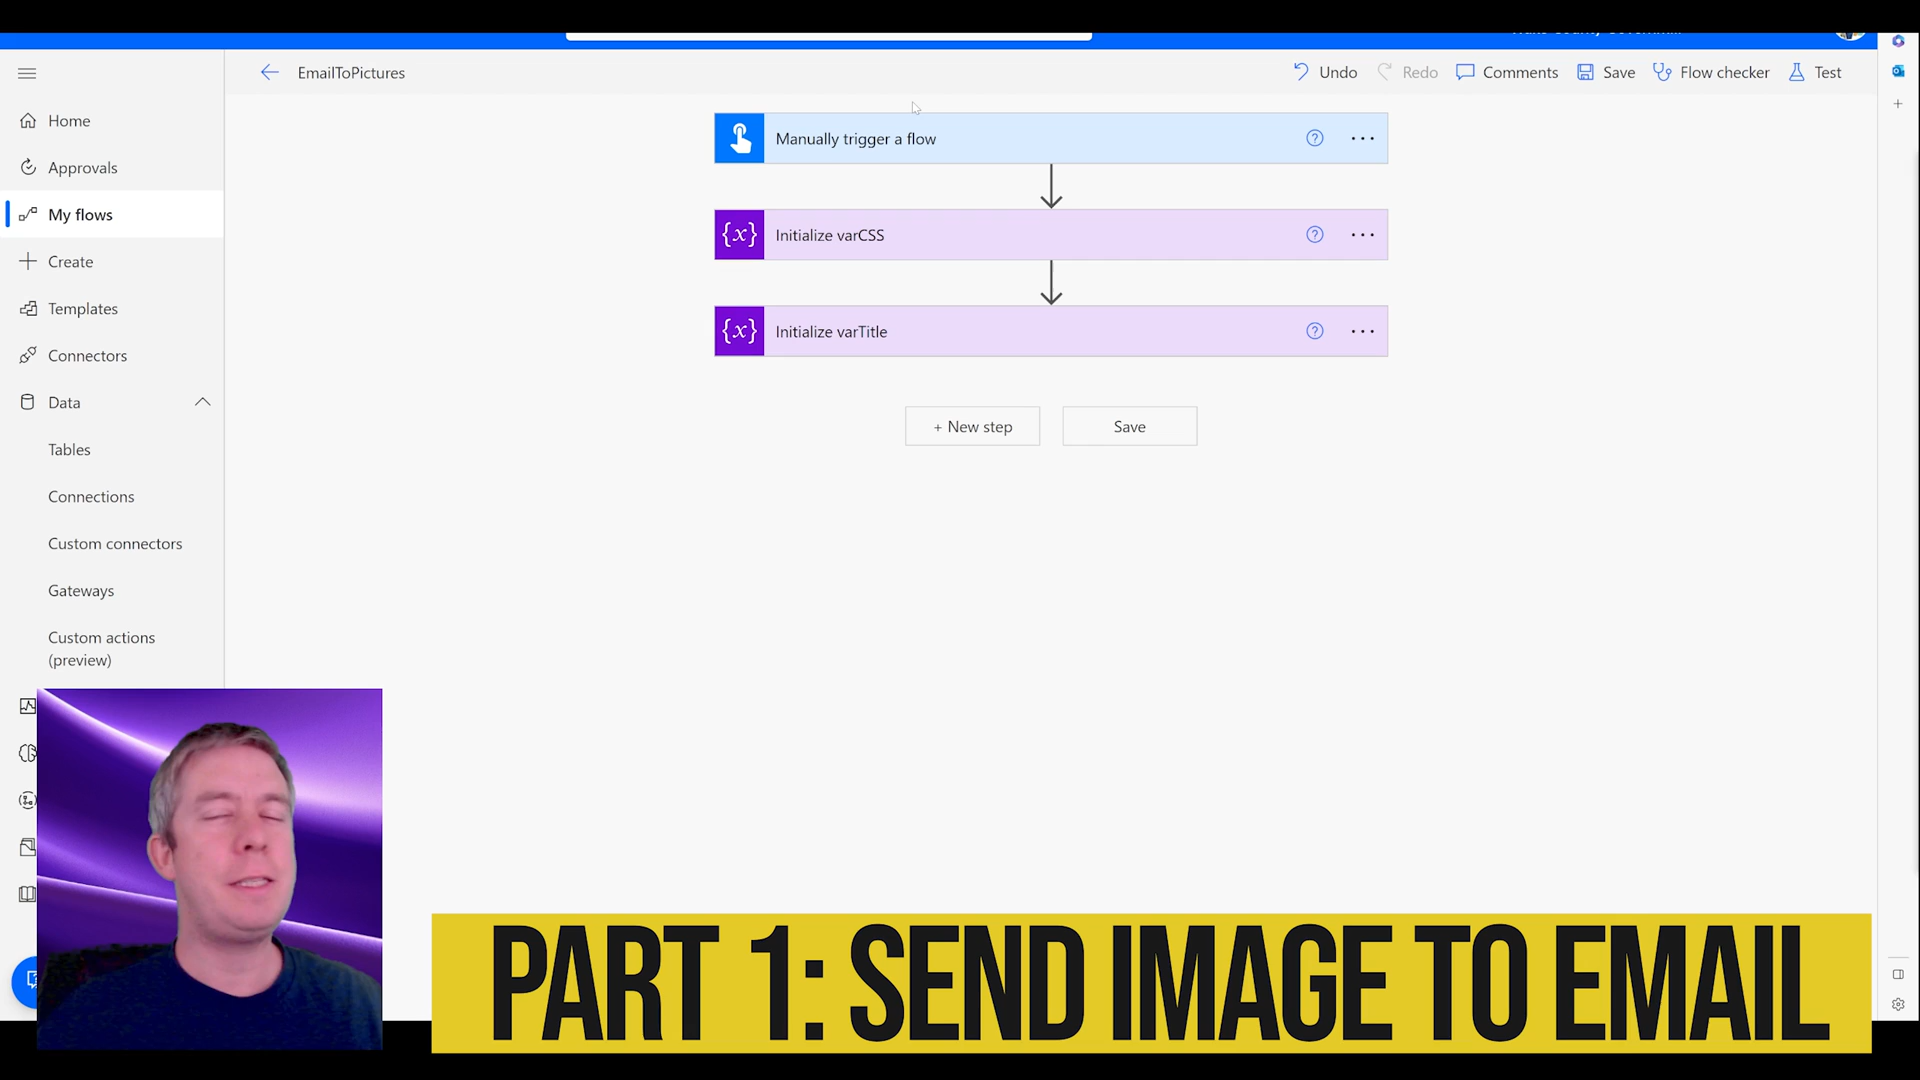 EmailToPictures
Undo
Redo
Comments
Save
Flow checker
Test
Home
Approvals
My flows
Create
Templates
Connectors
Data
Tables
Connections
Custom connectors
Gateways
Custom actions
(preview)
Manually trigger a flow
{x} Initialize varCSS
{x} Initialize varTitle
+ New step
Save
PART 1: SEND IMAGE TO EMAIL